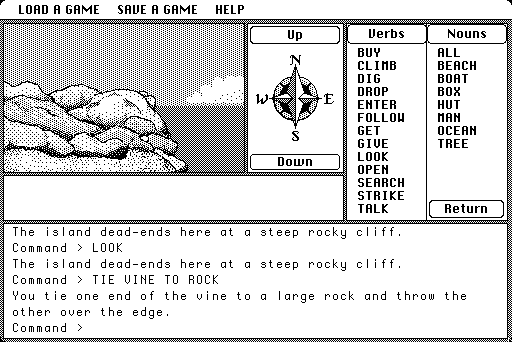 LOAD A GAME SAVE A GAME HELP
Up
N
W E
S
Down
Verbs
BUY
CLIMB
DIG
DROP
ENTER
FOLLOW
GET
GIVE
LOOK
OPEN
SEARCH
STRIKE
TALK
Nouns
ALL
BEACH
BOAT
BOX
HUT
MAN
OCEAN
TREE
Return
The island dead-ends here at a steep rocky cliff.
Command > LOOK
The island dead-ends here at a steep rocky cliff.
Command > TIE VINE TO ROCK
You tie one end of the vine to a large rock and throw the
other over the edge.
Command >